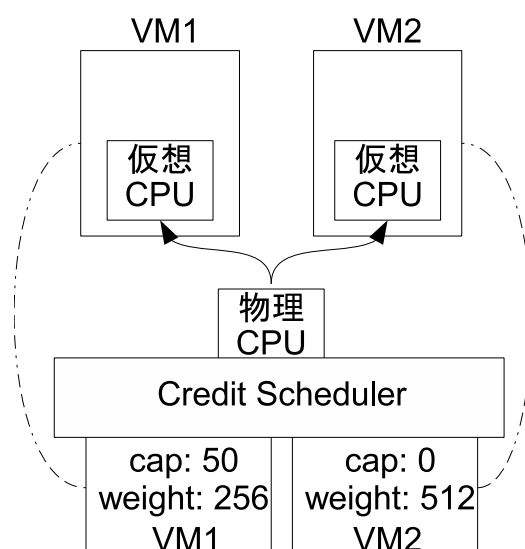 VM1
VM2
仮想
CPU
仮想
CPU
物理
CPU
Credit Scheduler
cap: 50
weight: 256
VM1
cap: 0
weight: 512
VM2